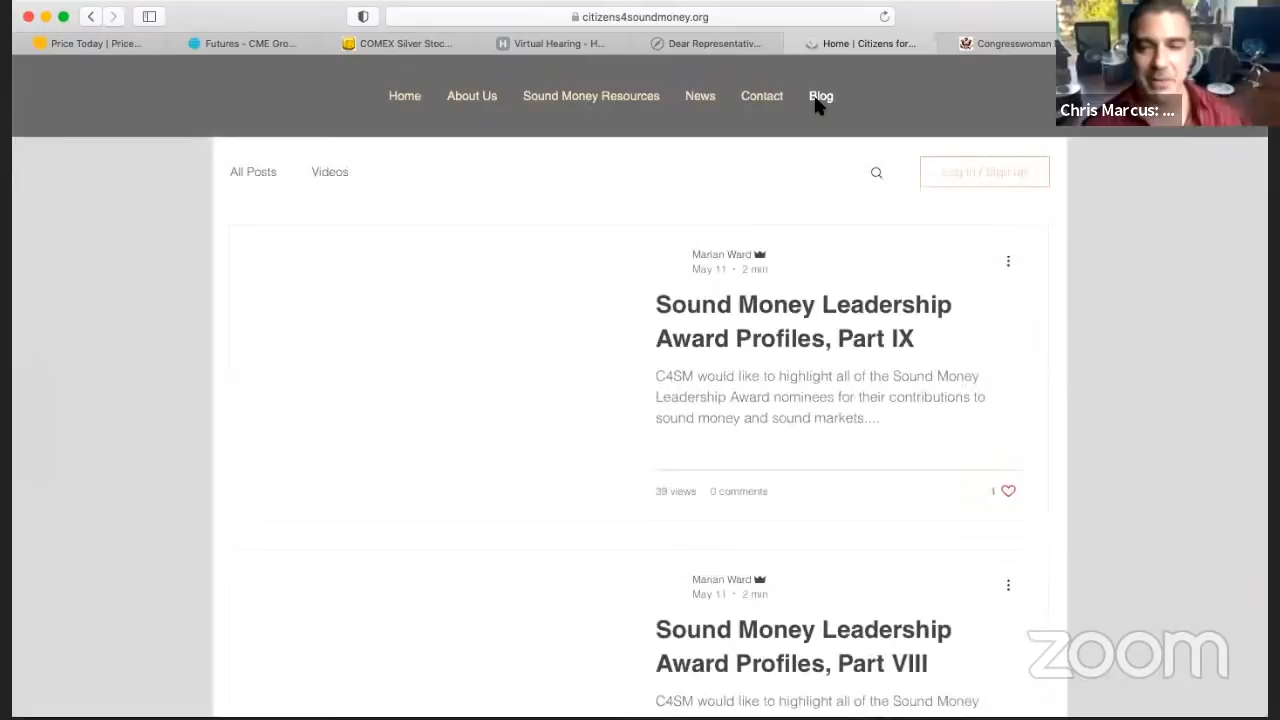 citizens4soundmoney.org
Price Today | Price...
Futures - CME Gro...
COMEX Silver Stoc...
Virtual Hearing - H...
Dear Representativ...
Home | Citizens for...
Congresswoman
Home
About Us
Sound Money Resources
News
Contact
Blog
Chris Marcus: ...
All Posts
Videos
Log in / Sign up
Marian Ward
May 11 · 2 min
Sound Money Leadership
Award Profiles, Part IX
C4SM would like to highlight all of the Sound Money
Leadership Award nominees for their contributions to
sound money and sound markets....
39 views 0 comments
1
Marian Ward
May 11 · 2 min
Sound Money Leadership
Award Profiles, Part VIII
C4SM would like to highlight all of the Sound Money
zoom